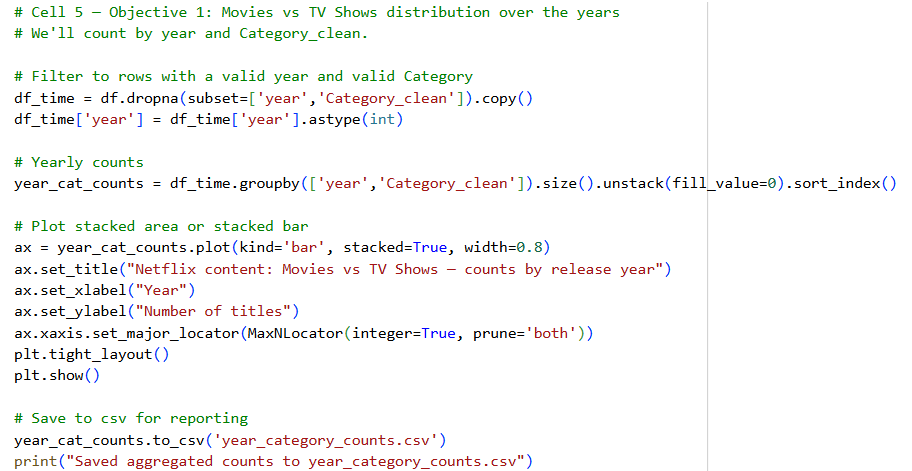 # Cell 5 — Objective 1: Movies vs TV Shows distribution over the years
# We'll count by year and Category_clean.
# Filter to rows with a valid year and valid Category
df_time = df.dropna(subset=['year','Category_clean']).copy()
df_time['year'] = df_time['year'].astype(int)
# Yearly counts
year_cat_counts = df_time.groupby(['year','Category_clean']).size().unstack(fill_value=0).sort_index()
# Plot stacked area or stacked bar
ax = year_cat_counts.plot(kind='bar', stacked=True, width=0.8)
ax.set_title("Netflix content: Movies vs TV Shows — counts by release year")
ax.set_xlabel("Year")
ax.set_ylabel("Number of titles")
ax.xaxis.set_major_locator(MaxNLocator(integer=True, prune='both'))
plt.tight_layout()
plt.show()
# Save to csv for reporting
year_cat_counts.to_csv('year_category_counts.csv')
print("Saved aggregated counts to year_category_counts.csv")